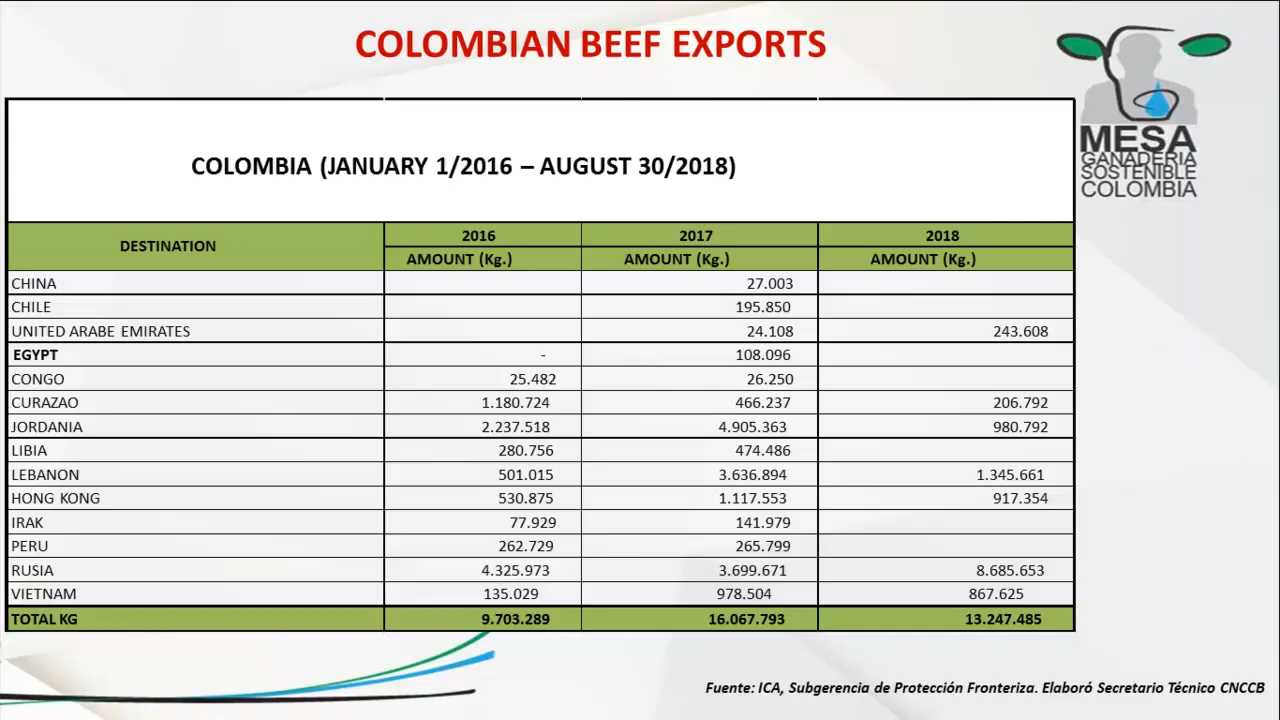 COLOMBIAN BEEF EXPORTS
MESA
GANADERIA
SOSTENIBLE
COLOMBIA
COLOMBIA (JANUARY 1/2016 – AUGUST 30/2018)
DESTINATION 2016 2017 2018
AMOUNT (Kg.) AMOUNT (Kg.) AMOUNT (Kg.)
CHINA 27.003
CHILE 195.850
UNITED ARABE EMIRATES 24.108 243.608
EGYPT - 108.096
CONGO 25.482 26.250
CURAZAO 1.180.724 466.237 206.792
JORDANIA 2.237.518 4.905.363 980.792
LIBIA 280.756 474.486
LEBANON 501.015 3.636.894 1.345.661
HONG KONG 530.875 1.117.553 917.354
IRAK 77.929 141.979
PERU 262.729 265.799
RUSIA 4.325.973 3.699.671 8.685.653
VIETNAM 135.029 978.504 867.625
TOTAL KG 9.703.289 16.067.793 13.247.485
Fuente: ICA, Subgerencia de Protección Fronteriza. Elaboró Secretario Técnico CNCCB